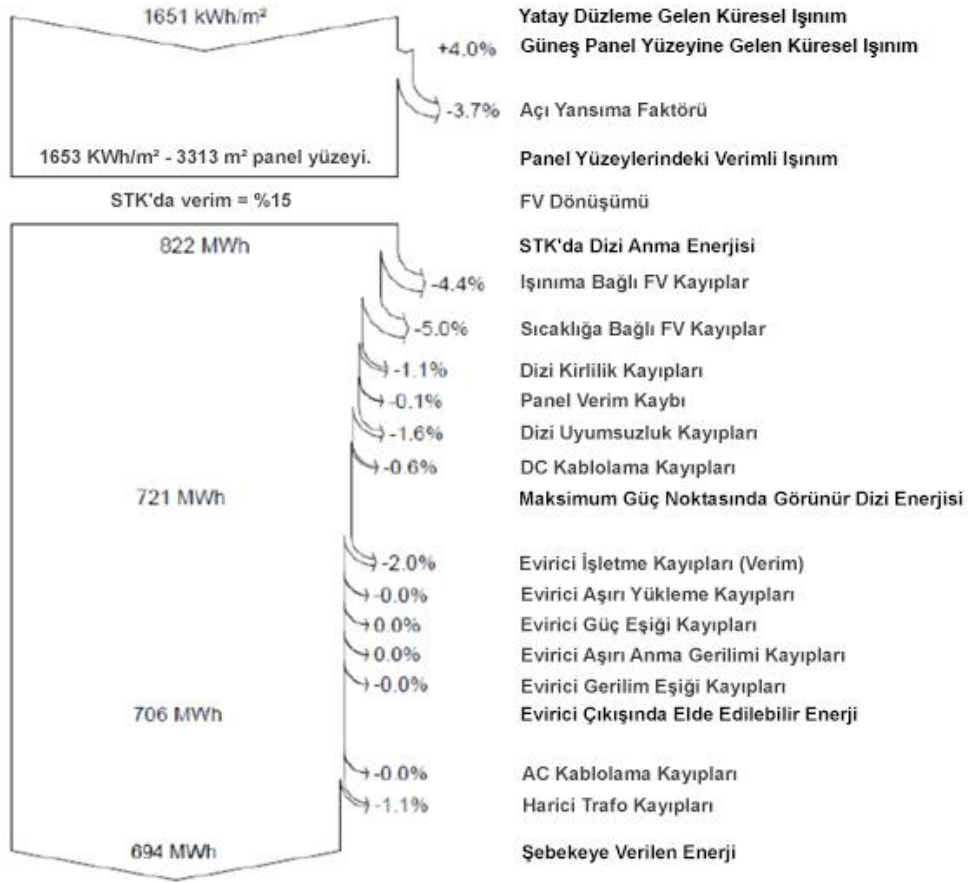 1651 kWh/m² Yatay Düzleme Gelen Küresel Işınım
+4.0% Güneş Panel Yüzeyine Gelen Küresel Işınım
-3.7% Açı Yansıma Faktörü
1653 KWh/m² - 3313 m² panel yüzeyi. Panel Yüzeylerindeki Verimli Işınım
STK'da verim = %15 FV Dönüşümü
822 MWh STK'da Dizi Anma Enerjisi
-4.4% Işınıma Bağlı FV Kayıplar
-5.0% Sıcaklığa Bağlı FV Kayıplar
-1.1% Dizi Kirlilik Kayıpları
-0.1% Panel Verim Kaybı
-1.6% Dizi Uyumsuzluk Kayıpları
-0.6% DC Kablolama Kayıpları
721 MWh Maksimum Güç Noktasında Görünür Dizi Enerjisi
-2.0% Evirici İşletme Kayıpları (Verim)
-0.0% Evirici Aşırı Yükleme Kayıpları
0.0% Evirici Güç Eşiği Kayıpları
0.0% Evirici Aşırı Anma Gerilimi Kayıpları
-0.0% Evirici Gerilim Eşiği Kayıpları
706 MWh Evirici Çıkışında Elde Edilebilir Enerji
-0.0% AC Kablolama Kayıpları
-1.1% Harici Trafo Kayıpları
694 MWh Şebekeye Verilen Enerji